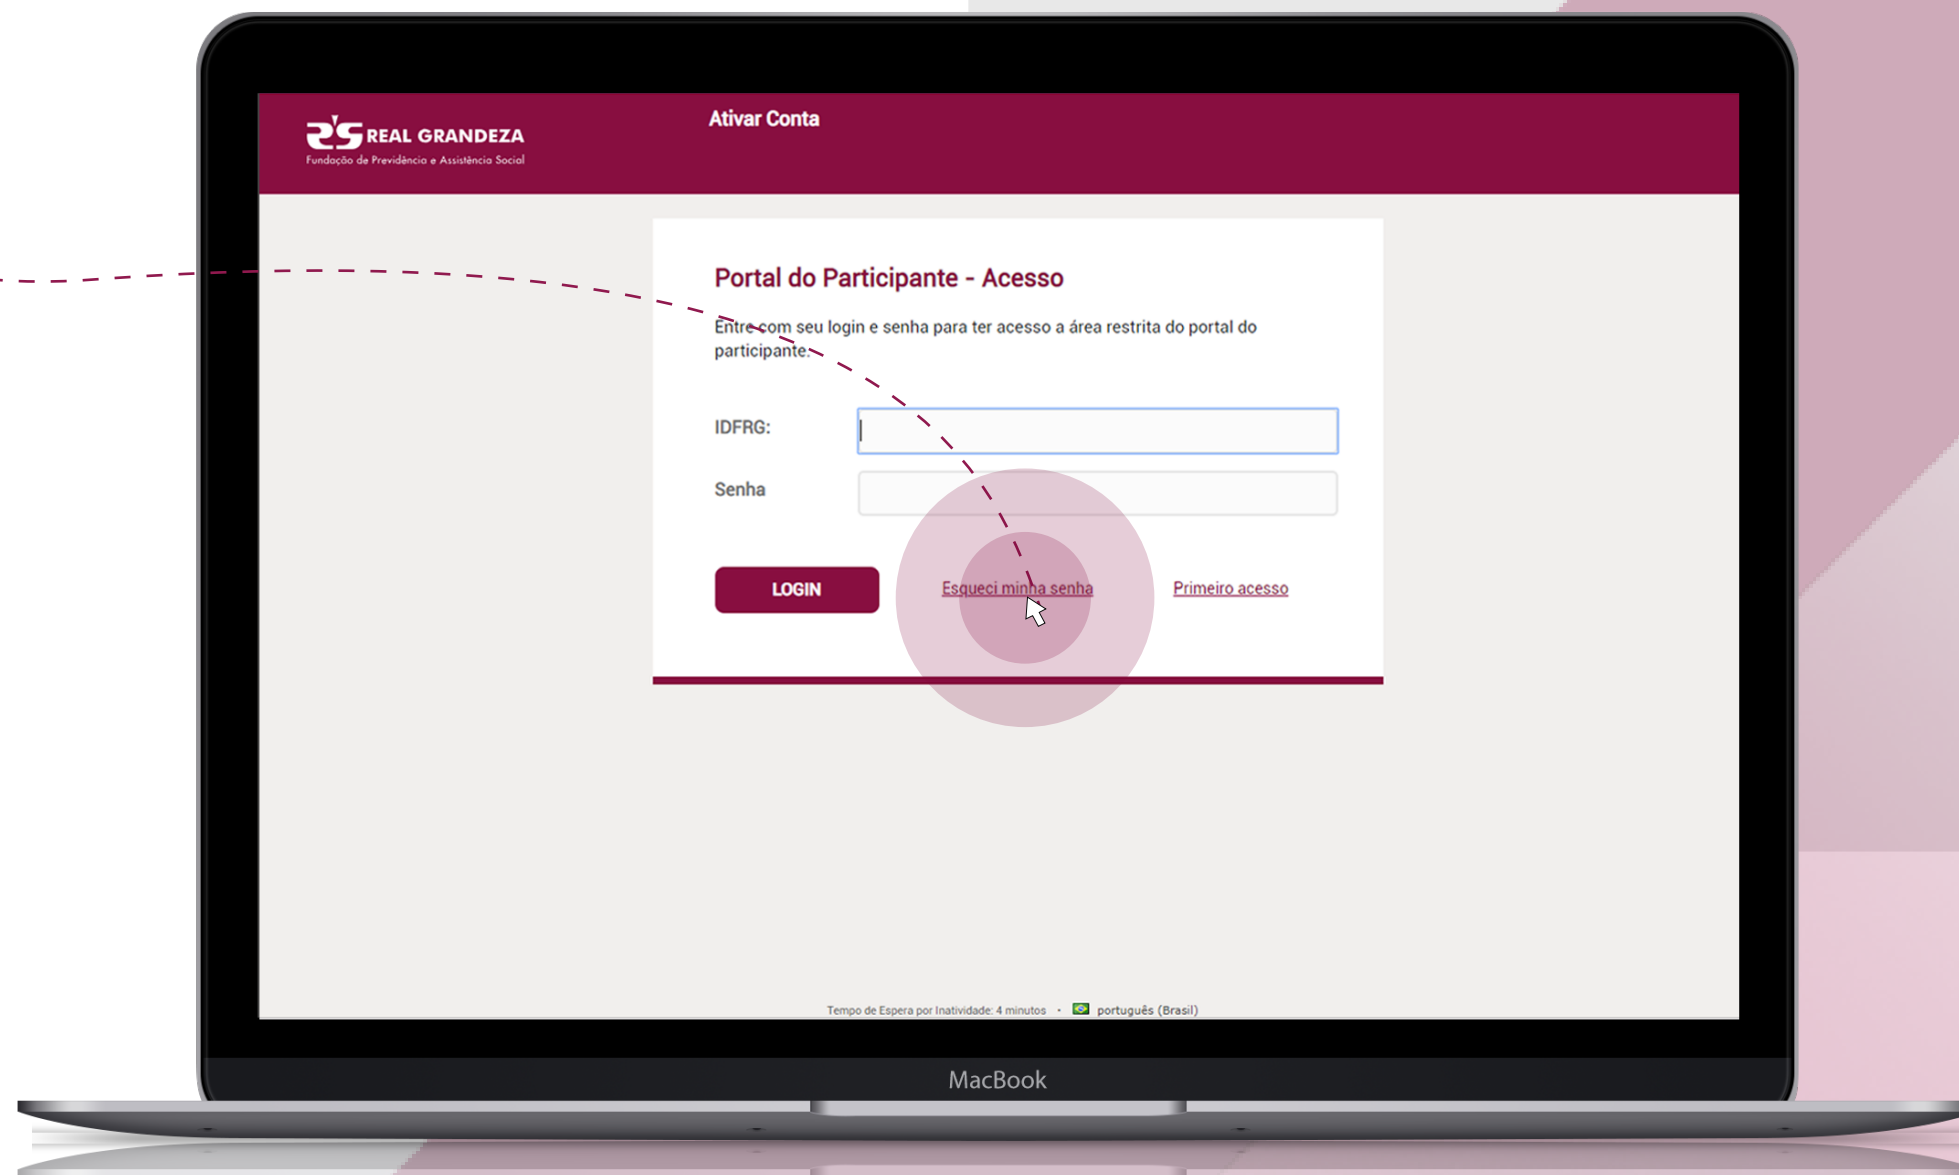 REAL GRANDEZA
Fundação de Previdência e Assistência Social
Ativar Conta
Portal do Participante - Acesso
Entre com seu login e senha para ter acesso a área restrita do portal do
participante.
IDFRG:
Senha
LOGIN
Esqueci minha senha
Primeiro acesso
Tempo de Espera por Inatividade: 4 minutos • português (Brasil)
MacBook